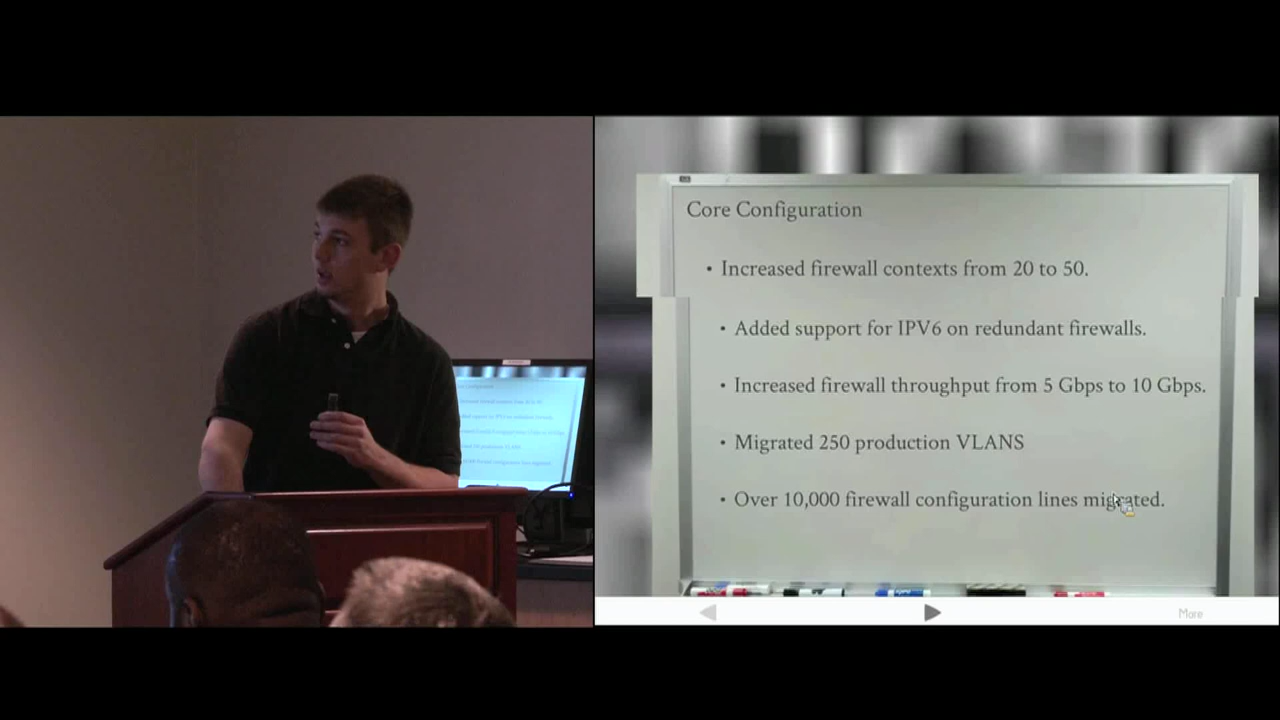 Core Configuration
• Increased firewall contexts from 20 to 50.
• Added support for IPV6 on redundant firewalls.
• Increased firewall throughput from 5 Gbps to 10 Gbps.
• Migrated 250 production VLANS
• Over 10,000 firewall configuration lines migrated.
More